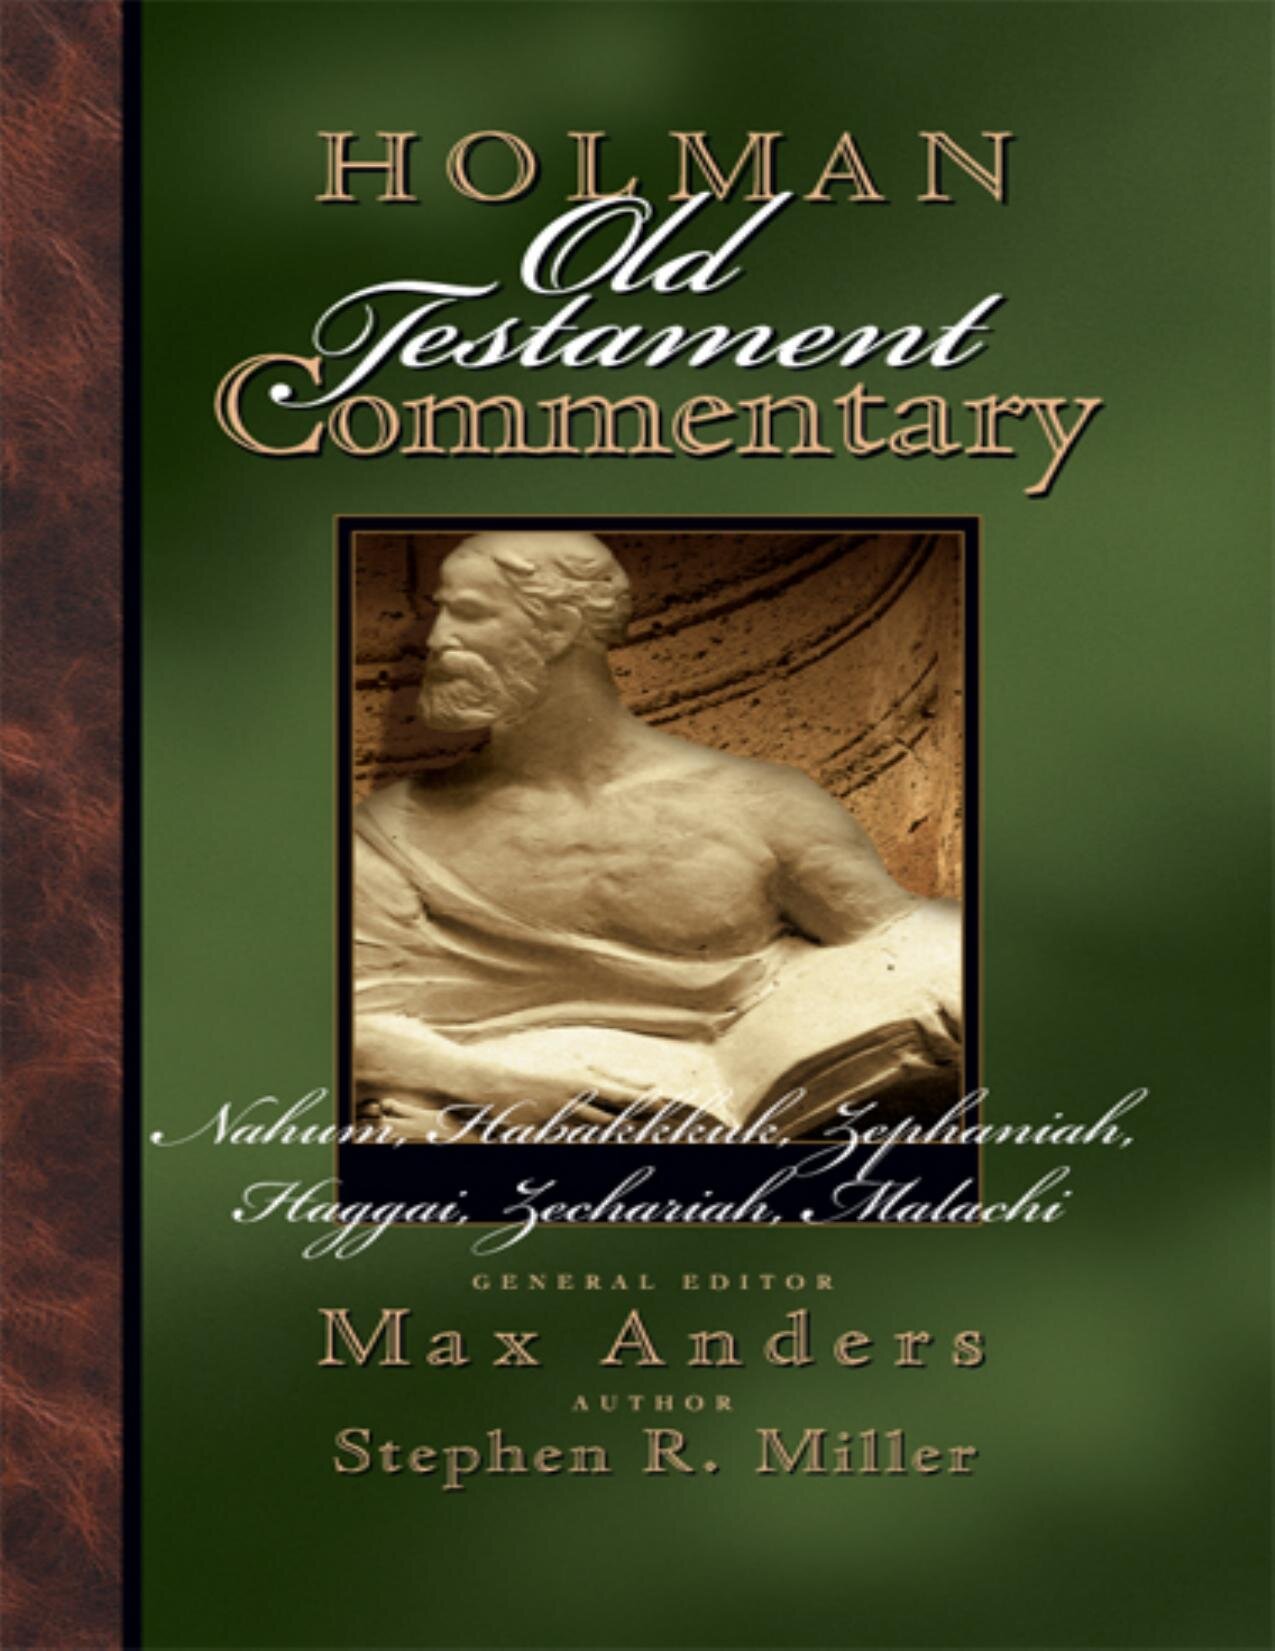 HOLMAN
Old
Testament
Commentary
Nahum, Habakkkuk, Zephaniah,
Haggai, Zechariah, Malachi
GENERAL EDITOR
Max Anders
AUTHOR
Stephen R. Miller